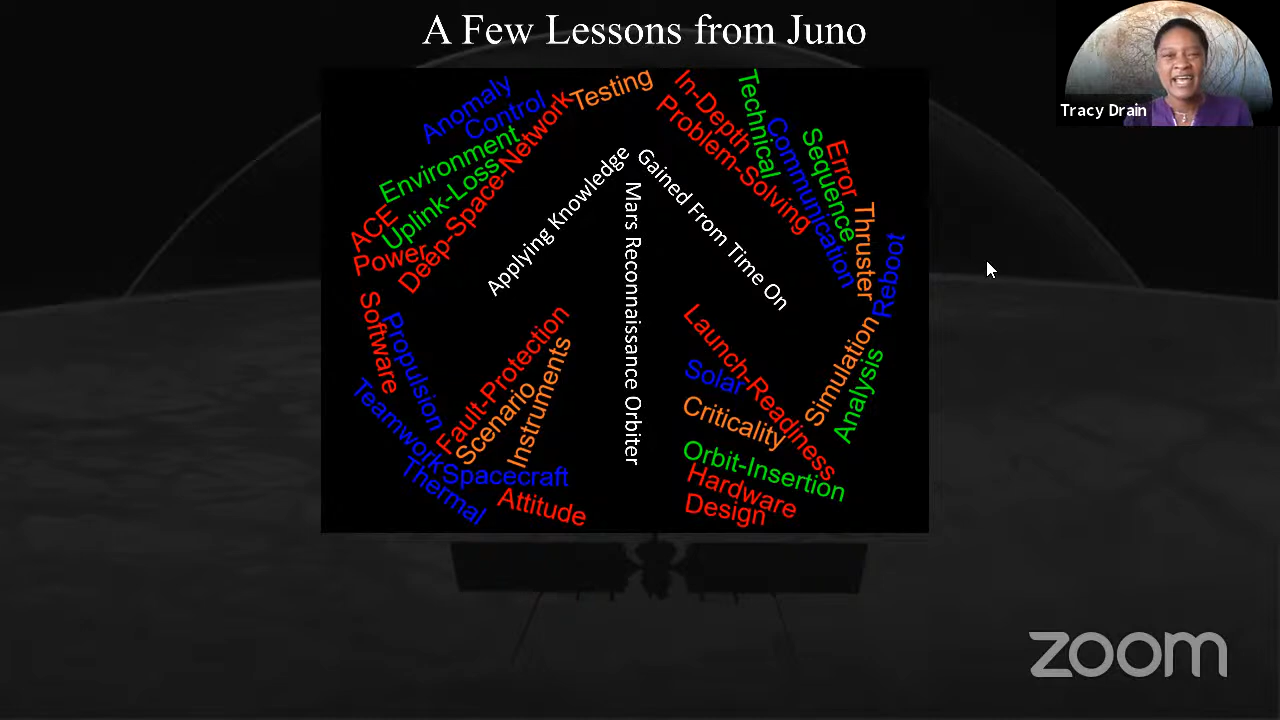 A Few Lessons from Juno
Tracy Drain
Anomaly
Control
Testing
Environment
Uplink-Loss
Deep-Space-Network
ACE
Power
In-Depth
Problem-Solving
Technical
Communication
Sequence
Error
Thruster
Reboot
Applying Knowledge
Gained From Time On
Mars Reconnaissance Orbiter
Software
Propulsion
Teamwork
Thermal
Fault-Protection
Scenario
Instruments
Spacecraft
Attitude
Launch-Readiness
Solar
Criticality
Orbit-Insertion
Hardware
Design
Simulation
Analysis
zoom